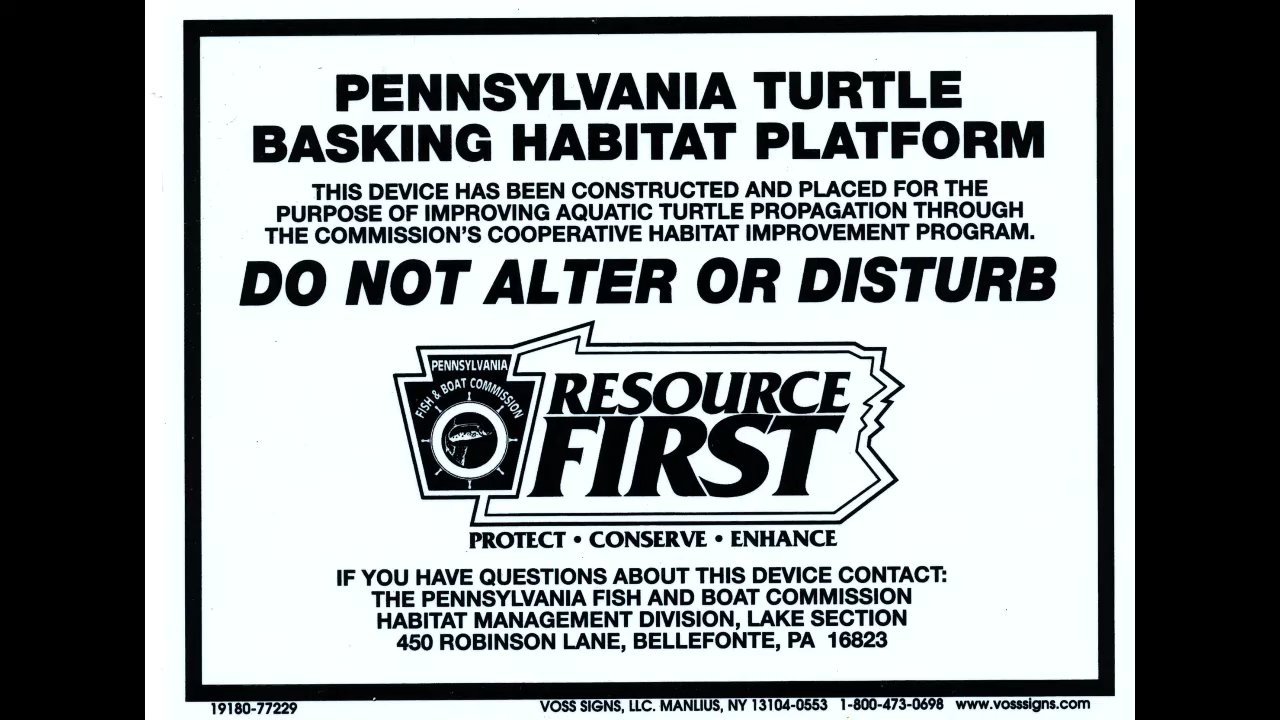 PENNSYLVANIA TURTLE
BASKING HABITAT PLATFORM
THIS DEVICE HAS BEEN CONSTRUCTED AND PLACED FOR THE
PURPOSE OF IMPROVING AQUATIC TURTLE PROPAGATION THROUGH
THE COMMISSION'S COOPERATIVE HABITAT IMPROVEMENT PROGRAM.
DO NOT ALTER OR DISTURB
PENNSYLVANIA
FISH & BOAT COMMISSION
RESOURCE
FIRST
PROTECT • CONSERVE • ENHANCE
IF YOU HAVE QUESTIONS ABOUT THIS DEVICE CONTACT:
THE PENNSYLVANIA FISH AND BOAT COMMISSION
HABITAT MANAGEMENT DIVISION, LAKE SECTION
450 ROBINSON LANE, BELLEFONTE, PA 16823
19180-77229
VOSS SIGNS, LLC. MANLIUS, NY 13104-0553 1-800-473-0698 www.vosssigns.com